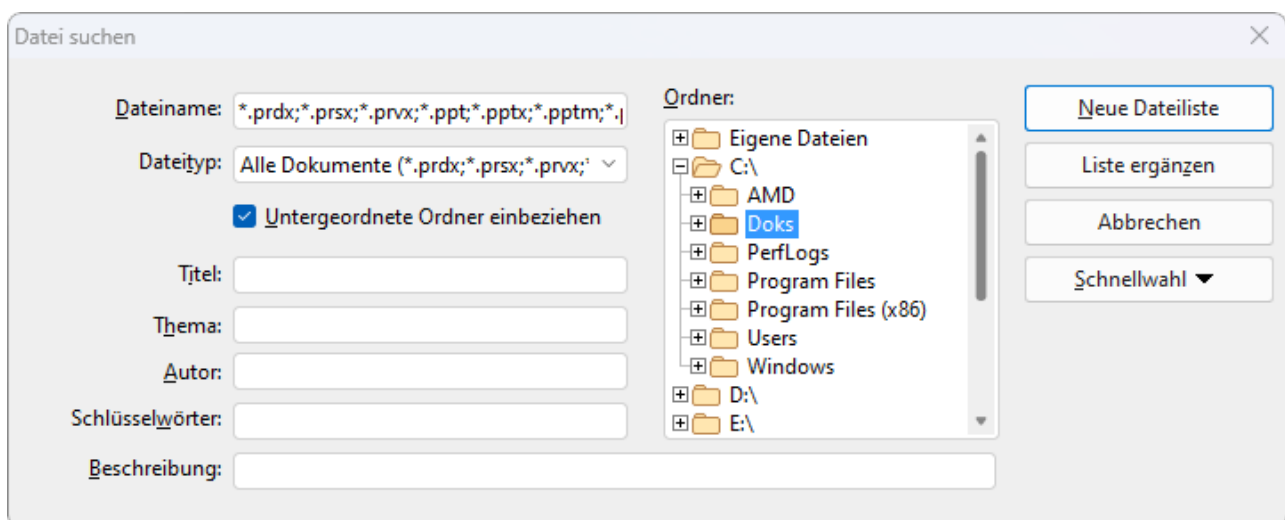 Datei suchen
Dateiname:
*.prdx;*.prsx;*.prvx;*.ppt;*.pptx;*.pptm;*.
Dateityp:
Alle Dokumente (*.prdx;*.prsx;*.prvx;*
Untergeordnete Ordner einbeziehen
Titel:
Thema:
Autor:
Schlüsselwörter:
Beschreibung:
Ordner:
Eigene Dateien
C:\
AMD
Doks
PerfLogs
Program Files
Program Files (x86)
Users
Windows
D:\
E:\
Neue Dateiliste
Liste ergänzen
Abbrechen
Schnellwahl